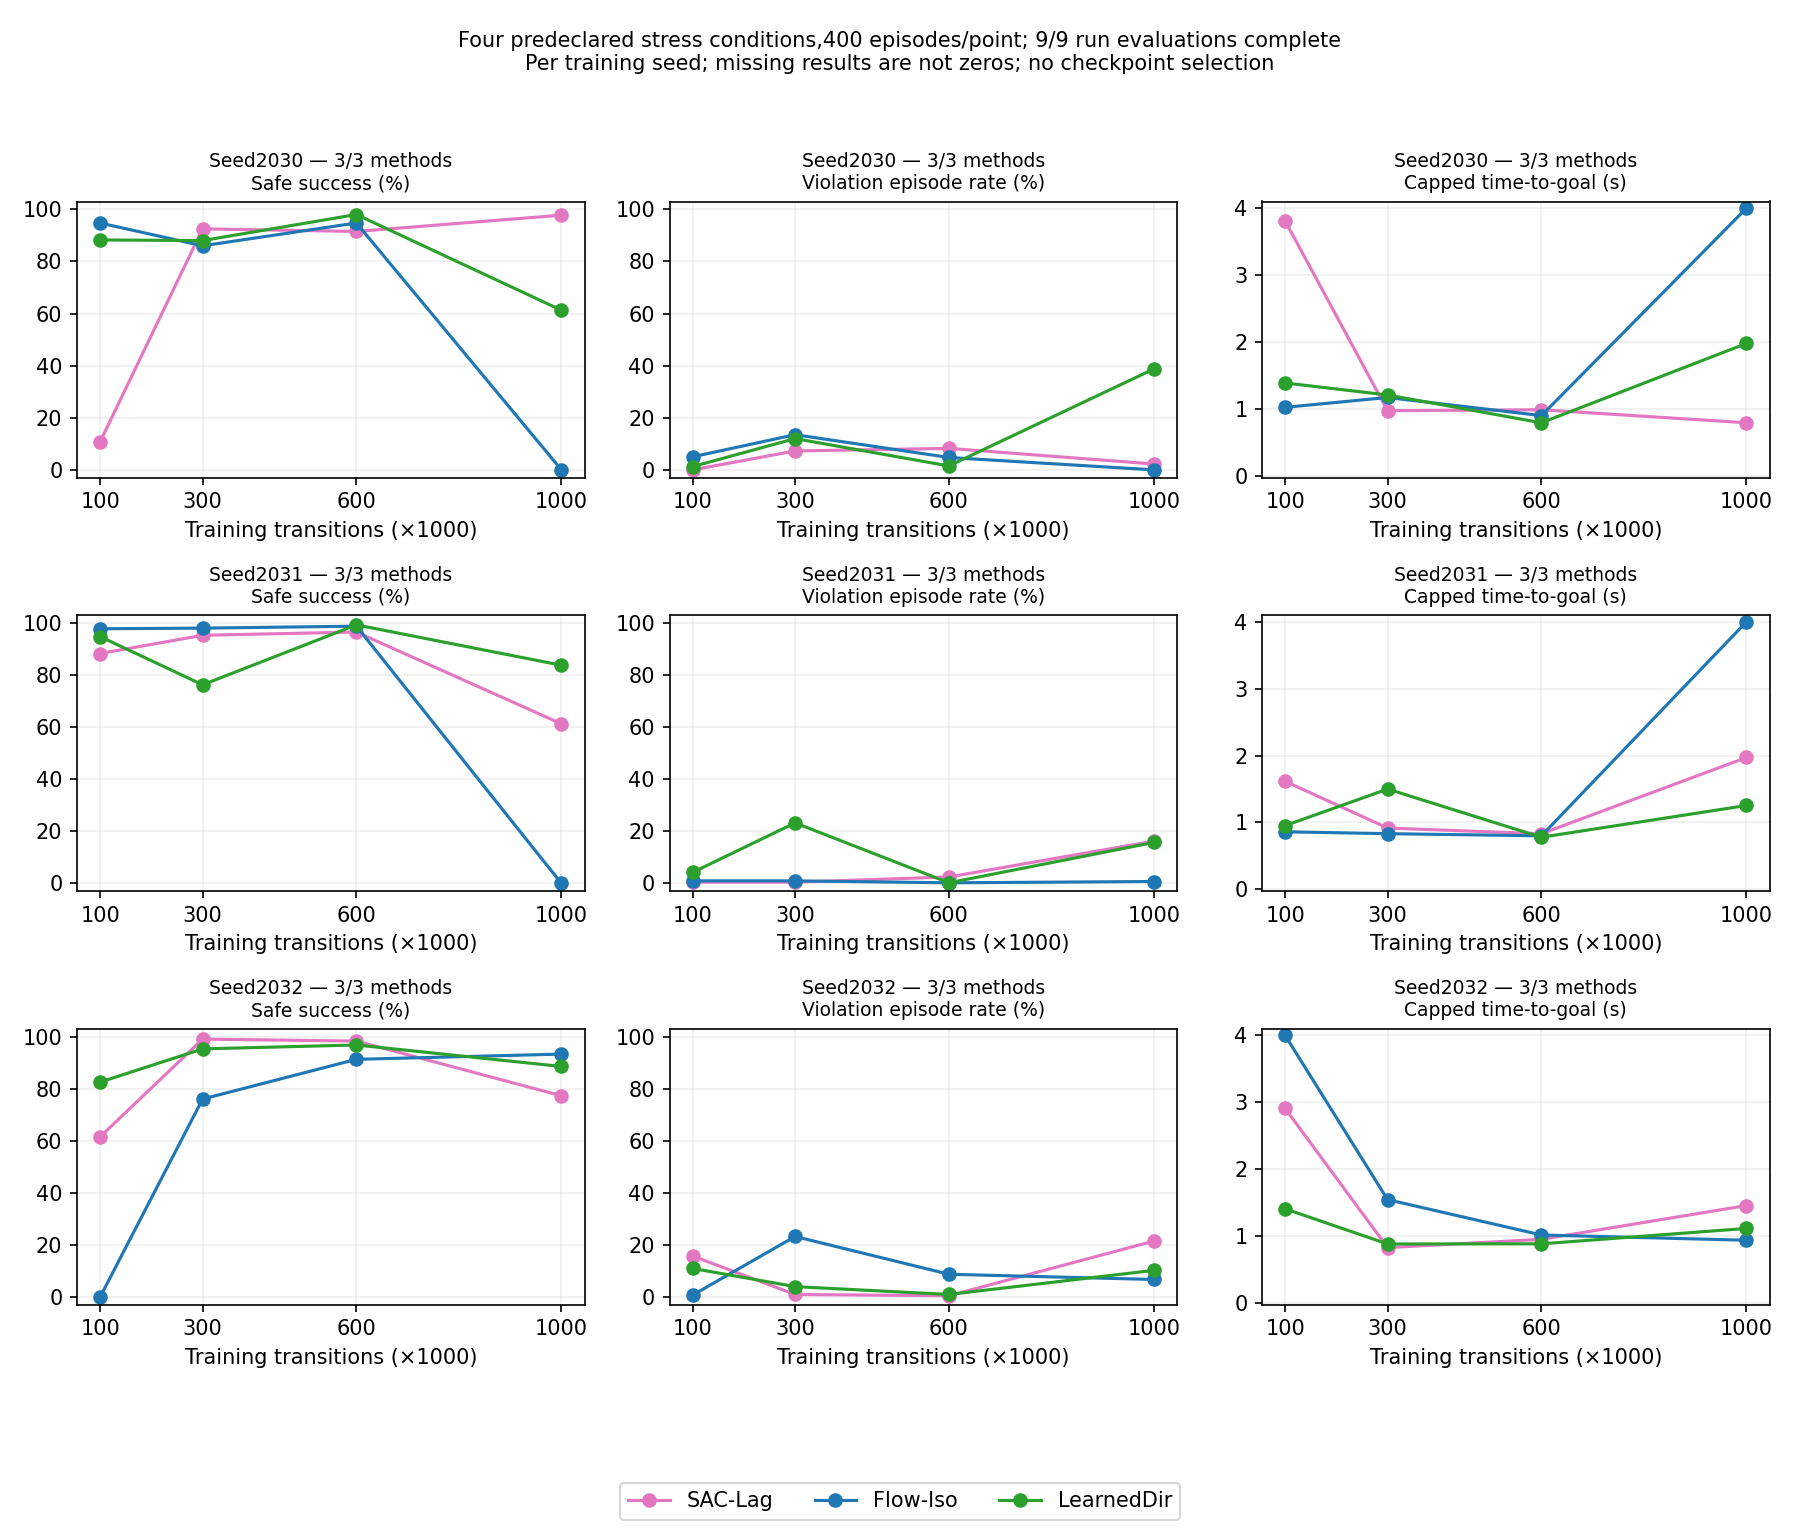 Four predeclared stress conditions,400 episodes/point; 9/9 run evaluations complete
Per training seed; missing results are not zeros; no checkpoint selection
Seed2030 — 3/3 methods
Safe success (%)
100
80
60
40
20
0
100 300 600 1000
Training transitions (×1000)
Seed2030 — 3/3 methods
Violation episode rate (%)
100
80
60
40
20
0
100 300 600 1000
Training transitions (×1000)
Seed2030 — 3/3 methods
Capped time-to-goal (s)
4
3
2
1
0
100 300 600 1000
Training transitions (×1000)
Seed2031 — 3/3 methods
Safe success (%)
100
80
60
40
20
0
100 300 600 1000
Training transitions (×1000)
Seed2031 — 3/3 methods
Violation episode rate (%)
100
80
60
40
20
0
100 300 600 1000
Training transitions (×1000)
Seed2031 — 3/3 methods
Capped time-to-goal (s)
4
3
2
1
0
100 300 600 1000
Training transitions (×1000)
Seed2032 — 3/3 methods
Safe success (%)
100
80
60
40
20
0
100 300 600 1000
Training transitions (×1000)
Seed2032 — 3/3 methods
Violation episode rate (%)
100
80
60
40
20
0
100 300 600 1000
Training transitions (×1000)
Seed2032 — 3/3 methods
Capped time-to-goal (s)
4
3
2
1
0
100 300 600 1000
Training transitions (×1000)
SAC-Lag Flow-Iso LearnedDir